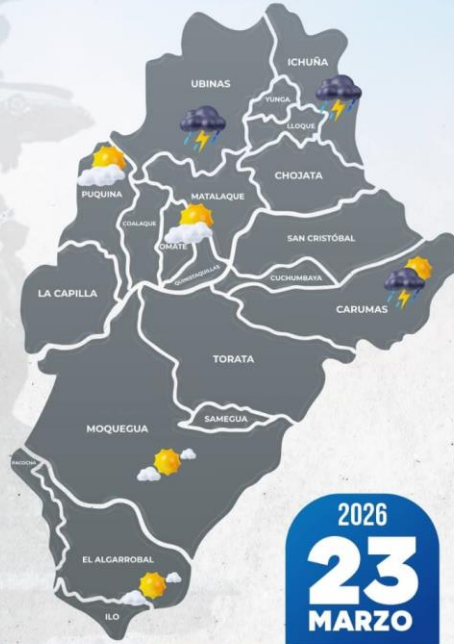 ICHUÑA
UBINAS
YUNGA
LLOQUE
CHOJATA
PUQUINA
MATALAQUE
COALAQUE
OMATE
SAN CRISTÓBAL
QUINISTAQUILLAS
CUCHUMBAYA
LA CAPILLA
CARUMAS
TORATA
SAMEGUA
MOQUEGUA
PACOCHA
EL ALGARROBAL
ILO
2026
23
MARZO